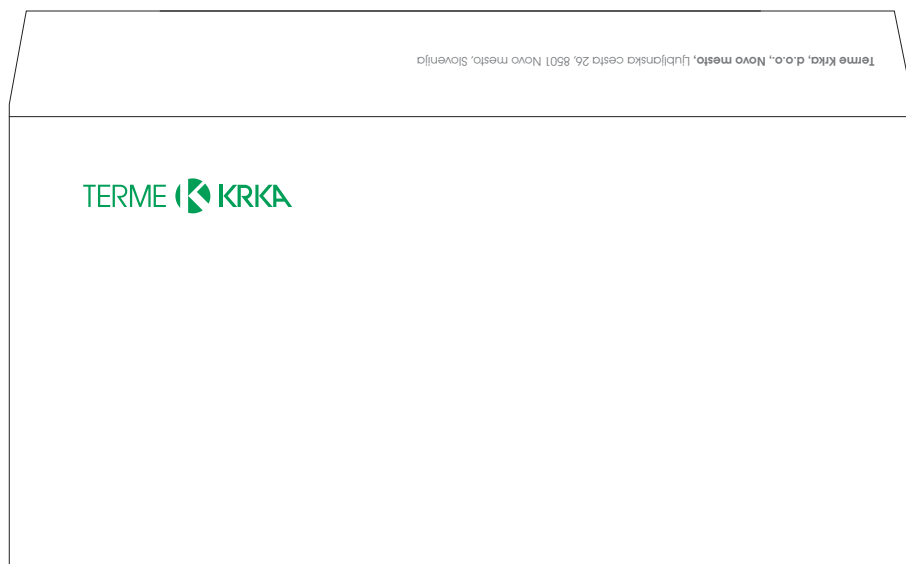 Terme Krka, d.o.o., Novo mesto, Ljubljanska cesta 26, 8501 Novo mesto, Slovenija
TERME KRKA